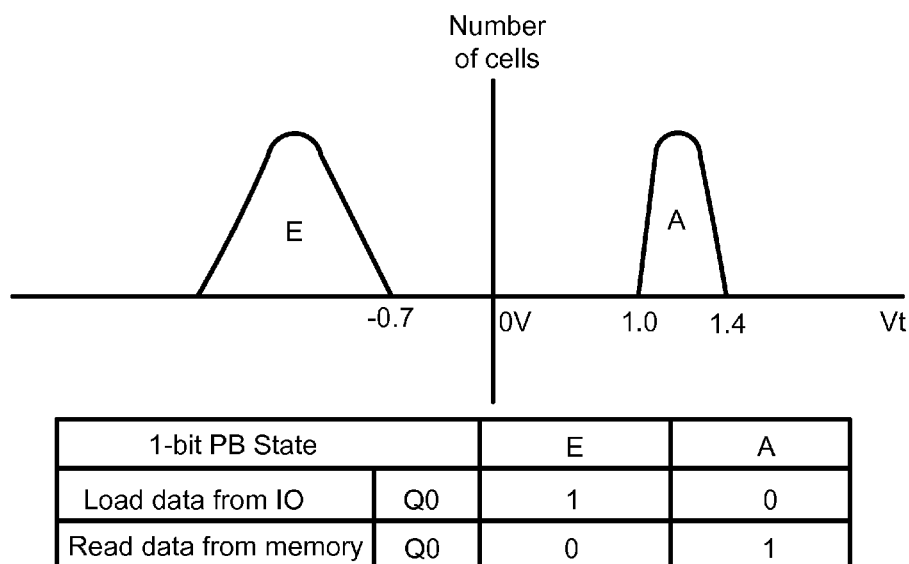 Number
of cells
E
A
-0.7
0V
1.0
1.4
Vt
1-bit PB State E A
Load data from IO Q0 1 0
Read data from memory Q0 0 1